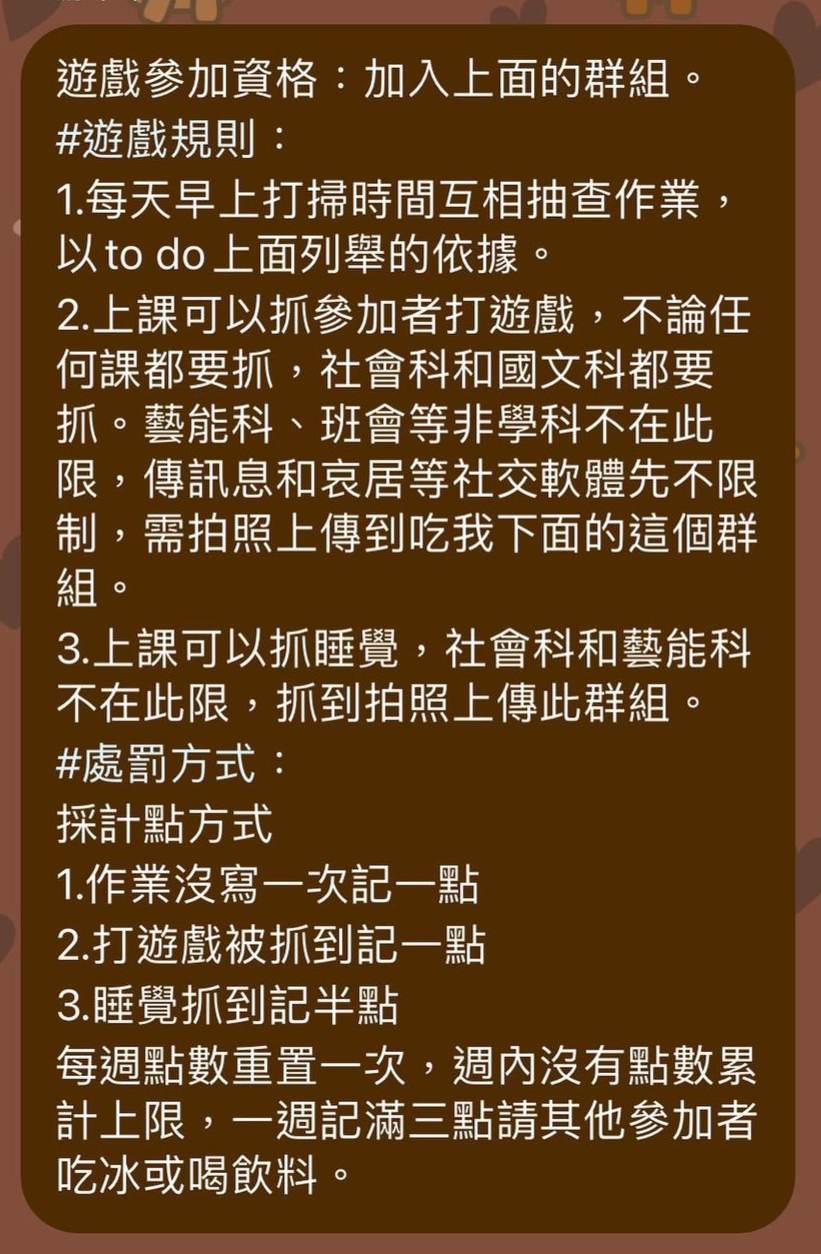 遊戲參加資格：加入上面的群組。
#遊戲規則：
1.每天早上打掃時間互相抽查作業，
以to do上面列舉的依據。
2.上課可以抓參加者打遊戲，不論任
何課都要抓，社會科和國文科都要
抓。藝能科、班會等非學科不在此
限，傳訊息和哀居等社交軟體先不限
制，需拍照上傳到吃我下面的這個群
組。
3.上課可以抓睡覺，社會科和藝能科
不在此限，抓到拍照上傳此群組。
#處罰方式：
採計點方式
1.作業沒寫一次記一點
2.打遊戲被抓到記一點
3.睡覺抓到記半點
每週點數重置一次，週內沒有點數累
計上限，一週記滿三點請其他參加者
吃冰或喝飲料。